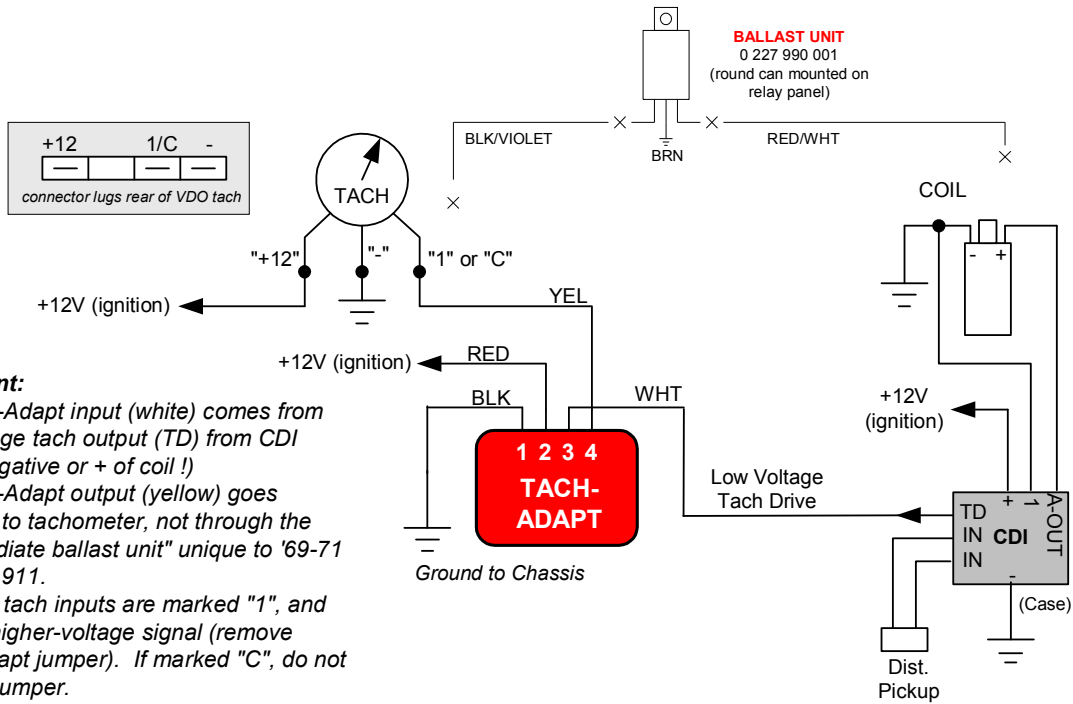 BALLAST UNIT
0 227 990 001
(round can mounted on
relay panel)
BLK/VIOLET
BRN
RED/WHT
+12 1/C -
connector lugs rear of VDO tach
TACH
"+12"
"-"
"1" or "C"
+12V (ignition)
YEL
COIL
- +
+12V (ignition)
RED
BLK
WHT
+12V
(ignition)
nt:
-Adapt input (white) comes from
ge tach output (TD) from CDI
gative or + of coil !)
-Adapt output (yellow) goes
to tachometer, not through the
diate ballast unit" unique to '69-71
911.
tach inputs are marked "1", and
igher-voltage signal (remove
apt jumper). If marked "C", do not
umper.
1 2 3 4
TACH-
ADAPT
Ground to Chassis
Low Voltage
Tach Drive
+ 1 A-OUT
TD
IN CDI
IN
-
(Case)
Dist.
Pickup